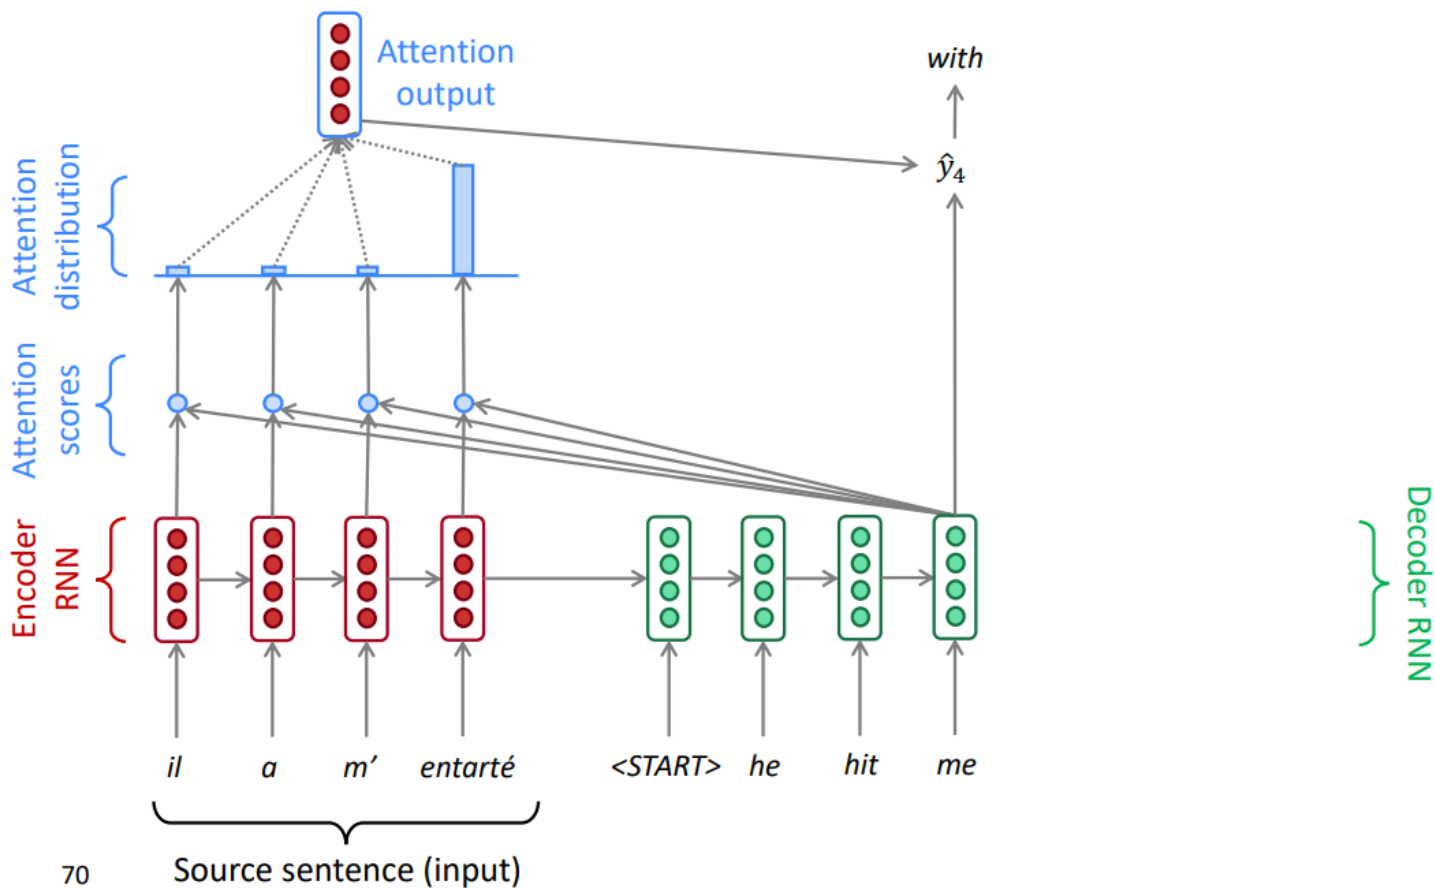 Attention
output
with
ŷ4
Attention
distribution
Attention
scores
Encoder
RNN
Decoder RNN
il a m’ entarté <START> he hit me
Source sentence (input)
70